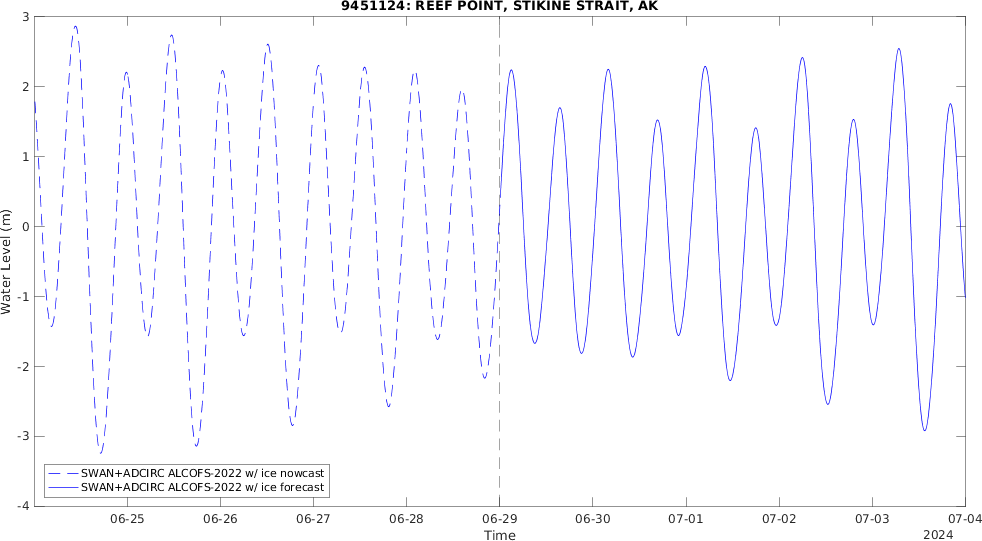 9451124: REEF POINT, STIKINE STRAIT, AK
3
2
1
0
-1
-2
-3
-4
Water Level (m)
SWAN+ADCIRC ALCOFS-2022 w/ ice nowcast
SWAN+ADCIRC ALCOFS-2022 w/ ice forecast
06-25 06-26 06-27 06-28 06-29 06-30 07-01 07-02 07-03 07-04
Time
2024